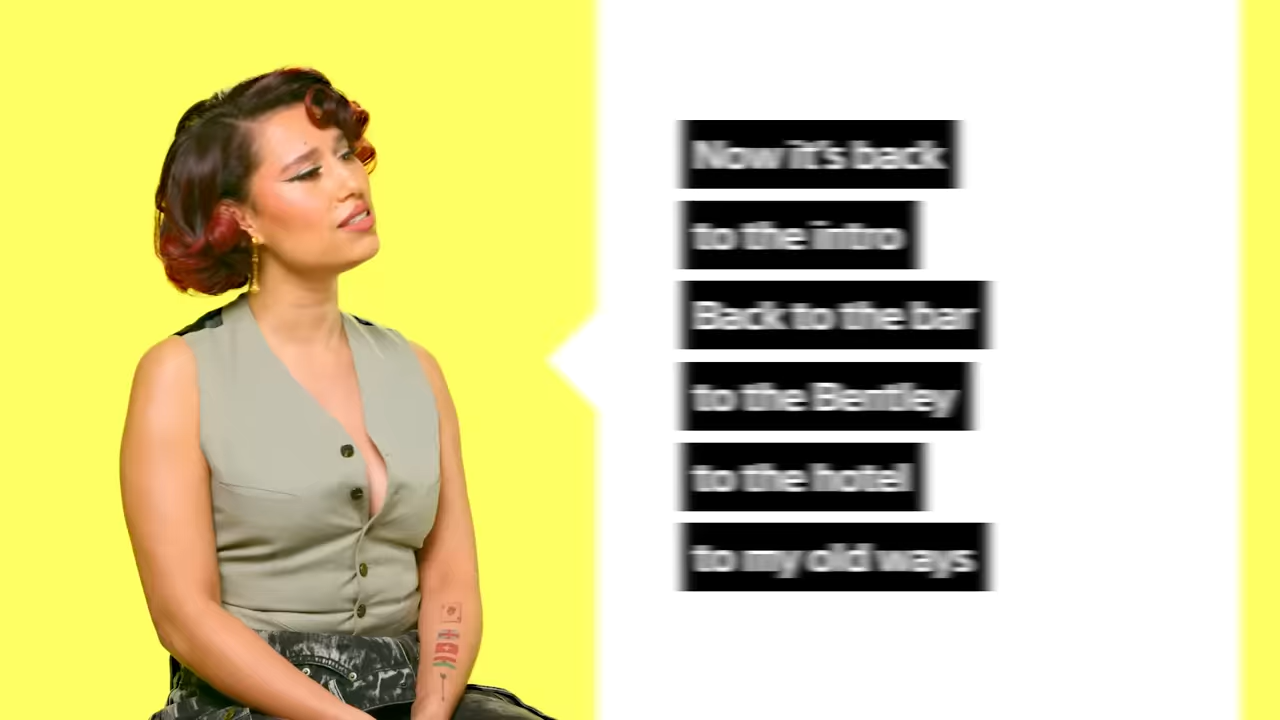 Now it's back
to the intro
Back to the bar
to the Bentley
to the hotel
to my old ways